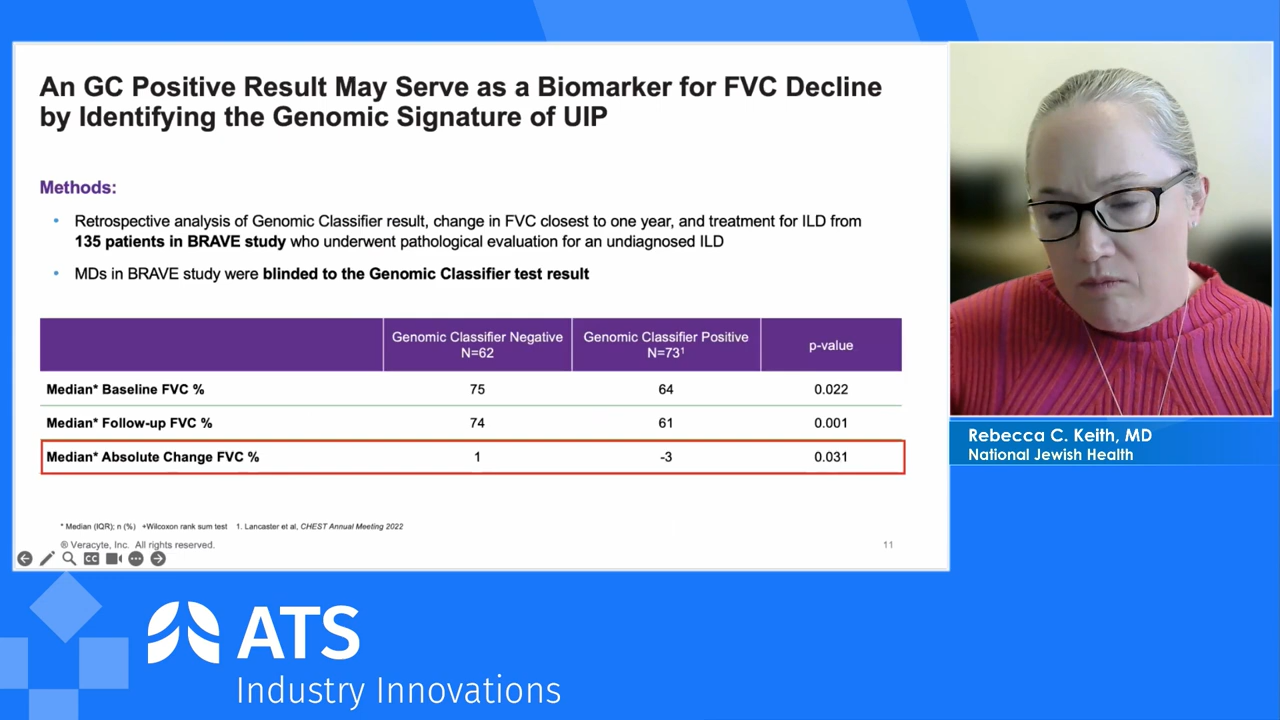 An GC Positive Result May Serve as a Biomarker for FVC Decline
by Identifying the Genomic Signature of UIP
Methods:
• Retrospective analysis of Genomic Classifier result, change in FVC closest to one year, and treatment for ILD from
135 patients in BRAVE study who underwent pathological evaluation for an undiagnosed ILD
• MDs in BRAVE study were blinded to the Genomic Classifier test result
Genomic Classifier Negative Genomic Classifier Positive p-value
N=62 N=73¹
Median* Baseline FVC % 75 64 0.022
Median* Follow-up FVC % 74 61 0.001
Median* Absolute Change FVC % 1 -3 0.031
* Median (IQR); n (%) +Wilcoxon rank sum test 1. Lancaster et al, CHEST Annual Meeting 2022
® Veracyte, Inc. All rights reserved. 11
CC
Rebecca C. Keith, MD
National Jewish Health
ATS
Industry Innovations